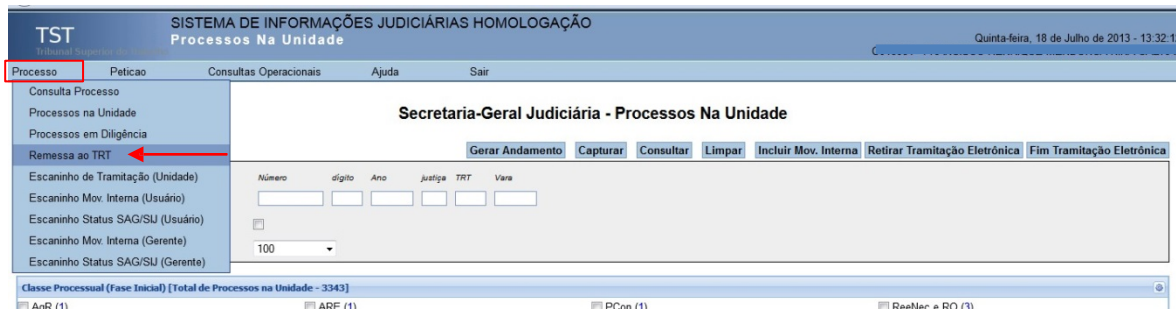 SISTEMA DE INFORMAÇÕES JUDICIÁRIAS HOMOLOGAÇÃO
TST
Processos Na Unidade
Quinta-feira, 18 de Julho de 2013 - 13:32:1
Tribunal Superior do
Processo Peticao Consultas Operacionais Ajuda Sair
Consulta Processo
Processos na Unidade
Secretaria-Geral Judiciária - Processos Na Unidade
Processos em Diligência
Remessa ao TRT
Gerar Andamento Capturar Consultar Limpar Incluir Mov. Interna Retirar Tramitação Eletrônica Fim Tramitação Eletrônica
Escaninho de Tramitação (Unidade)
Número dígito Ano justiça TRT Vara
Escaninho Mov. Interna (Usuário)
Escaninho Status SAG/SIJ (Usuário)
Escaninho Mov. Interna (Gerente)
100
Escaninho Status SAG/SIJ (Gerente)
Classe Processual (Fase Inicial) [Total de Processos na Unidade - 3343]
AgR (1) ARE (1) PCon (1) ReeNec e RO (3)